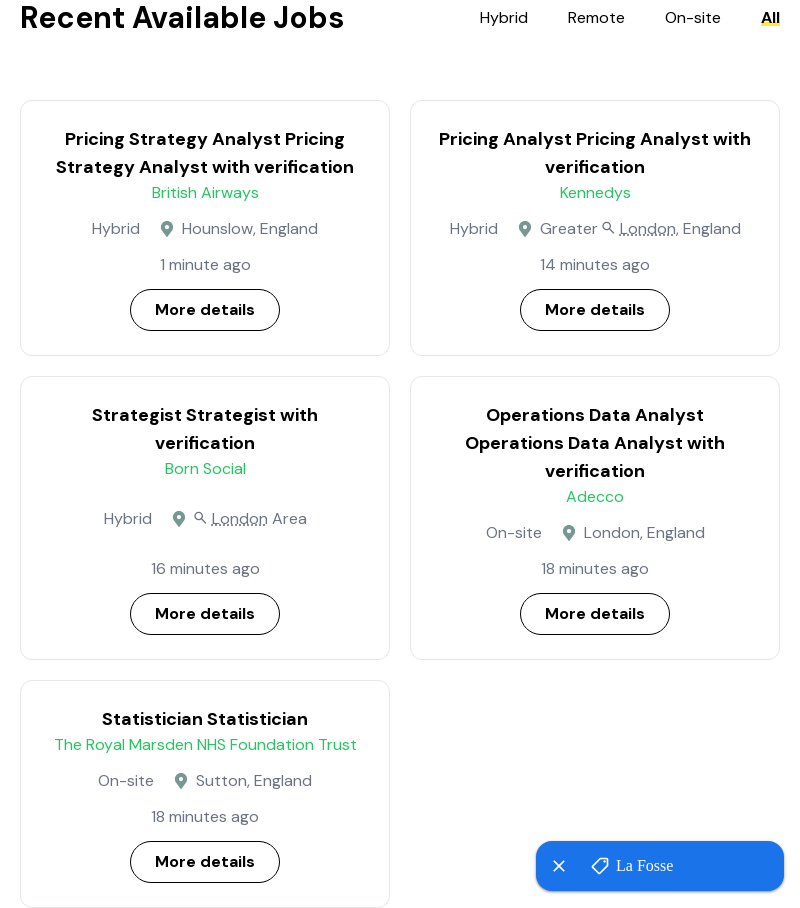 Recent Available Jobs
Hybrid Remote On-site All
Pricing Strategy Analyst Pricing
Strategy Analyst with verification
British Airways
Hybrid Hounslow, England
1 minute ago
More details
Pricing Analyst Pricing Analyst with
verification
Kennedys
Hybrid Greater London, England
14 minutes ago
More details
Strategist Strategist with
verification
Born Social
Hybrid London Area
16 minutes ago
More details
Operations Data Analyst
Operations Data Analyst with
verification
Adecco
On-site London, England
18 minutes ago
More details
Statistician Statistician
The Royal Marsden NHS Foundation Trust
On-site Sutton, England
18 minutes ago
More details
La Fosse